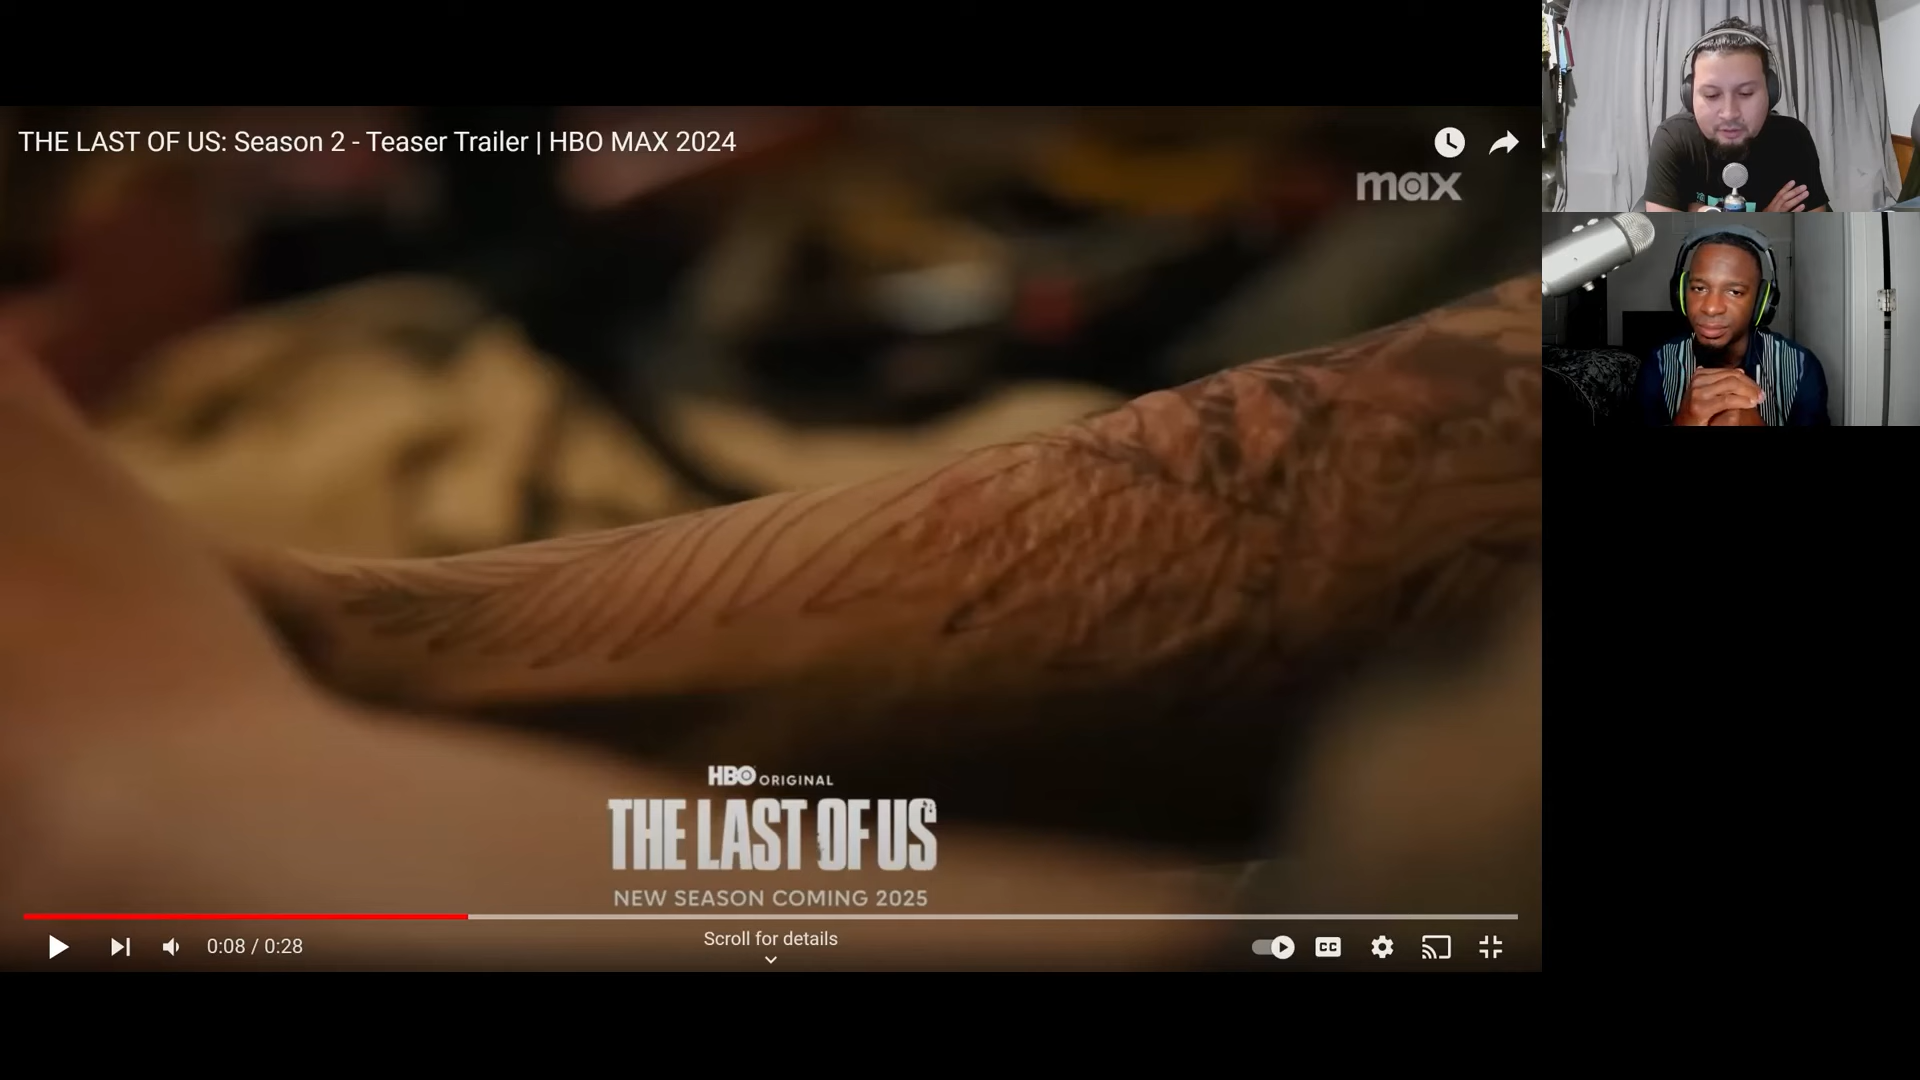 THE LAST OF US: Season 2 - Teaser Trailer | HBO MAX 2024
max
HBO ORIGINAL
THE LAST OF US
NEW SEASON COMING 2025
0:08 / 0:28
Scroll for details
CC